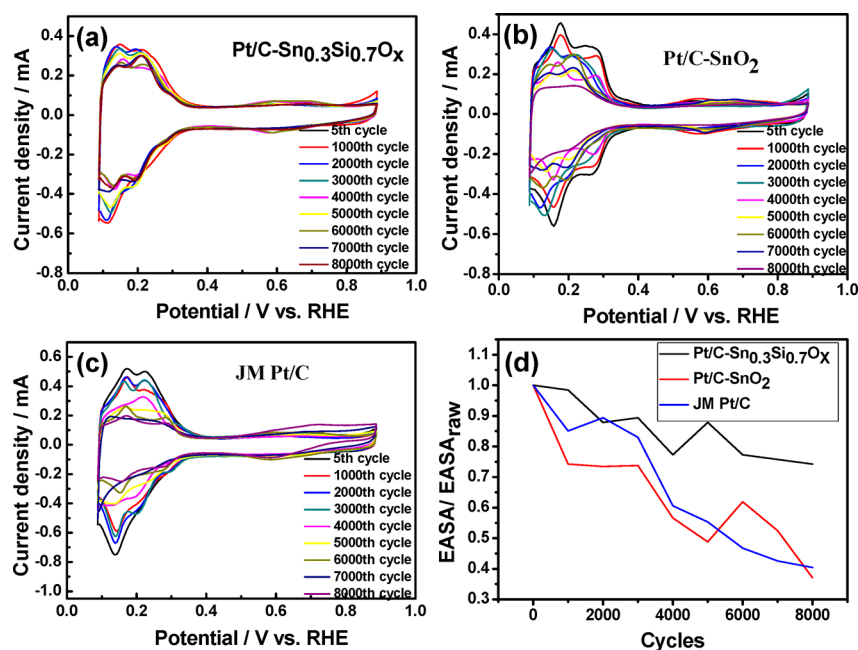 (a)
Pt/C-Sn0.3Si0.7Ox
Current density / mA
0.4
0.2
0.0
-0.2
-0.4
-0.6
-0.8
0.0 0.2 0.4 0.6 0.8 1.0
Potential / V vs. RHE
5th cycle
1000th cycle
2000th cycle
3000th cycle
4000th cycle
5000th cycle
6000th cycle
7000th cycle
8000th cycle
(b)
Pt/C-SnO2
Current density / mA
0.4
0.2
0.0
-0.2
-0.4
-0.6
-0.8
0.0 0.2 0.4 0.6 0.8 1.0
Potential / V vs. RHE
5th cycle
1000th cycle
2000th cycle
3000th cycle
4000th cycle
5000th cycle
6000th cycle
7000th cycle
8000th cycle
(c)
JM Pt/C
Current density / mA
0.6
0.4
0.2
0.0
-0.2
-0.4
-0.6
-0.8
-1.0
0.0 0.2 0.4 0.6 0.8 1.0
Potential / V vs. RHE
5th cycle
1000th cycle
2000th cycle
3000th cycle
4000th cycle
5000th cycle
6000th cycle
7000th cycle
8000th cycle
(d)
Pt/C-Sn0.3Si0.7Ox
Pt/C-SnO2
JM Pt/C
EASA/ EASAraw
1.1
1.0
0.9
0.8
0.7
0.6
0.5
0.4
0.3
0 2000 4000 6000 8000
Cycles